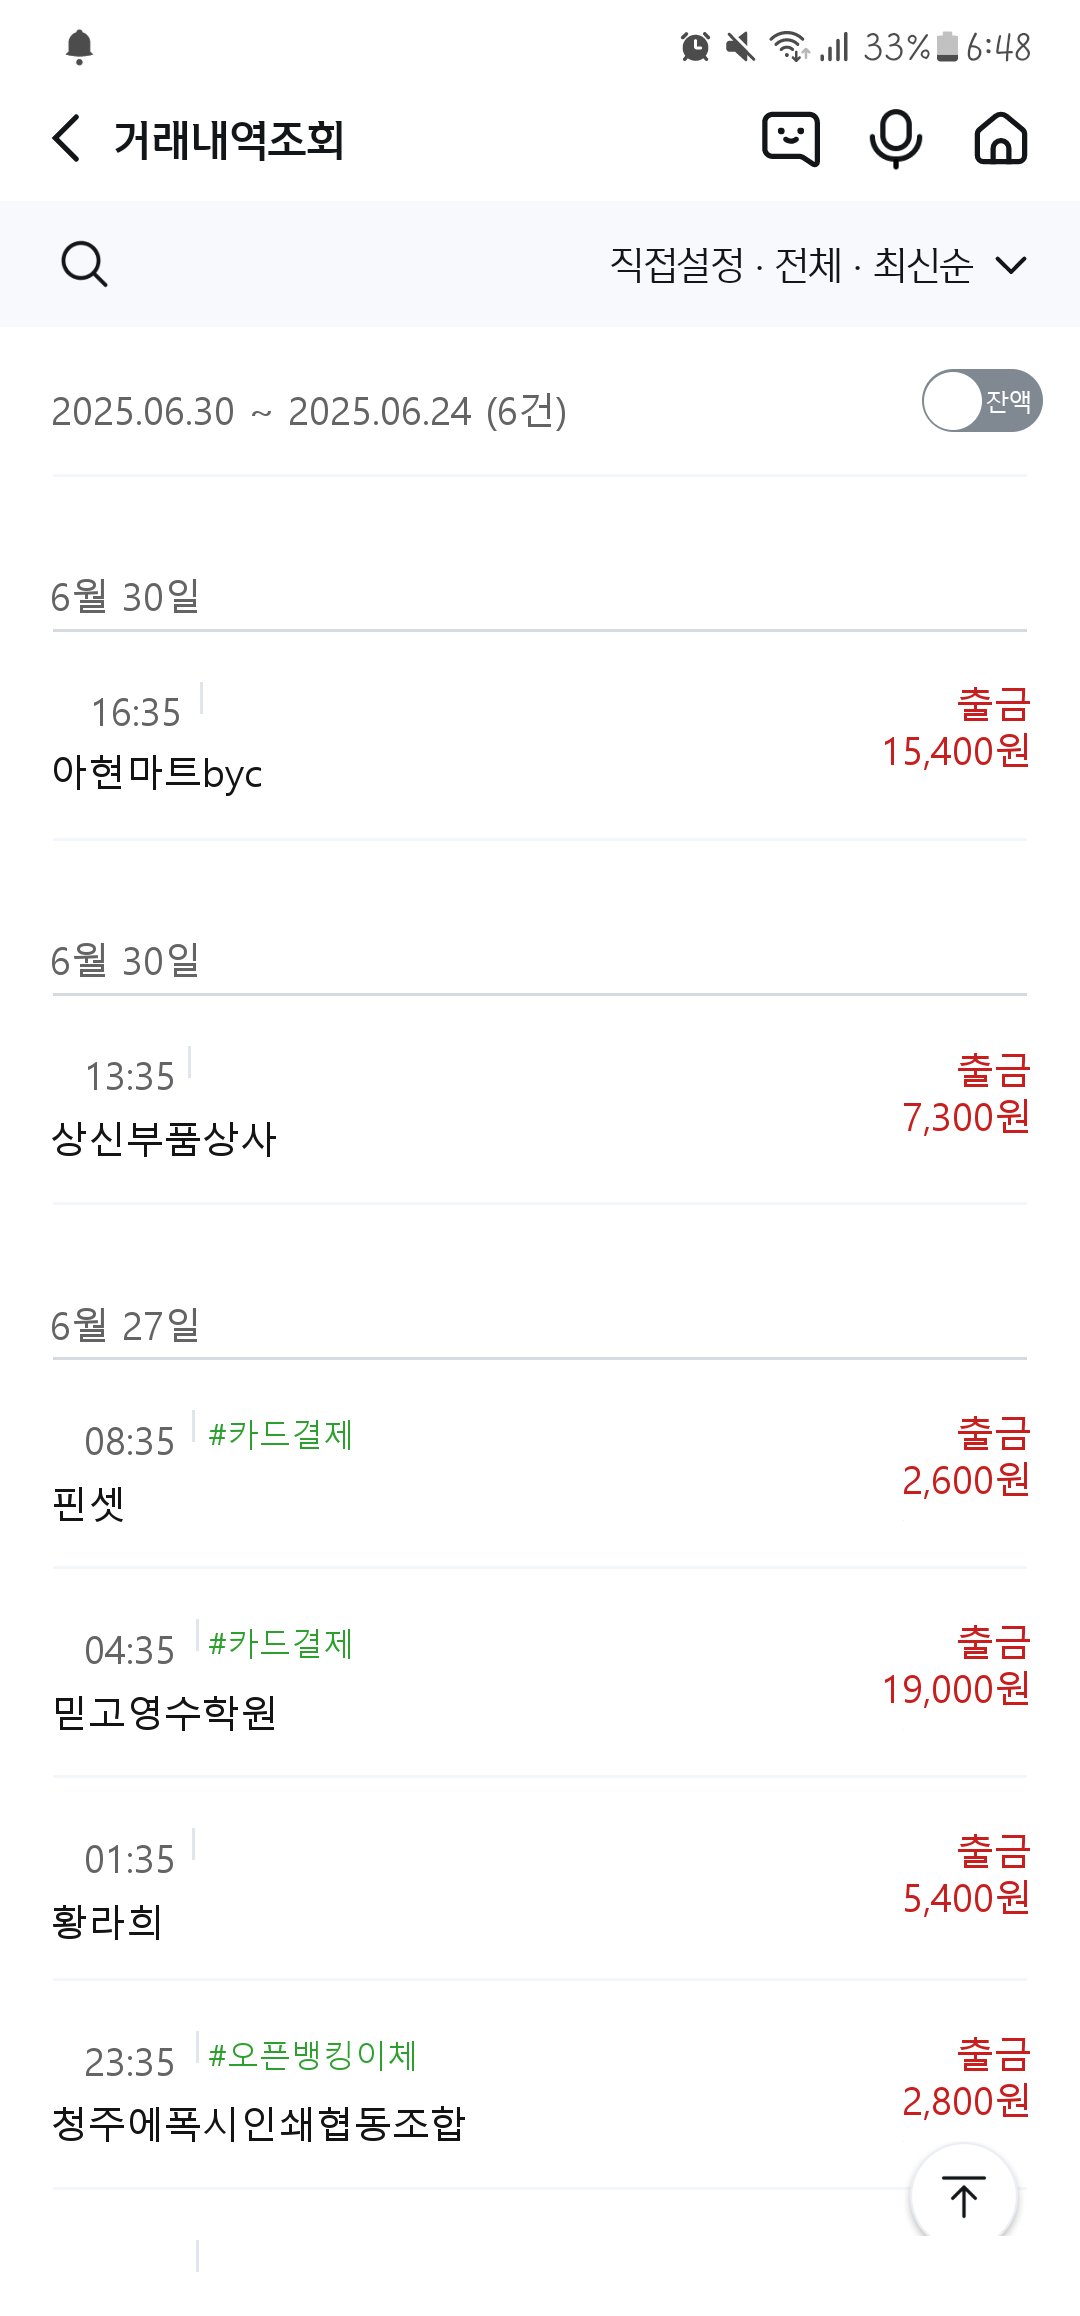 33% 6:48
거래내역조회
직접설정 · 전체 · 최신순
2025.06.30 ~ 2025.06.24 (6건)
잔액
6월 30일
16:35
출금
15,400원
아현마트byc
6월 30일
13:35
출금
7,300원
상신부품상사
6월 27일
08:35 #카드결제
출금
2,600원
핀셋
04:35 #카드결제
출금
19,000원
믿고영수학원
01:35
출금
5,400원
황라희
23:35 #오픈뱅킹이체
출금
2,800원
청주에폭시인쇄협동조합